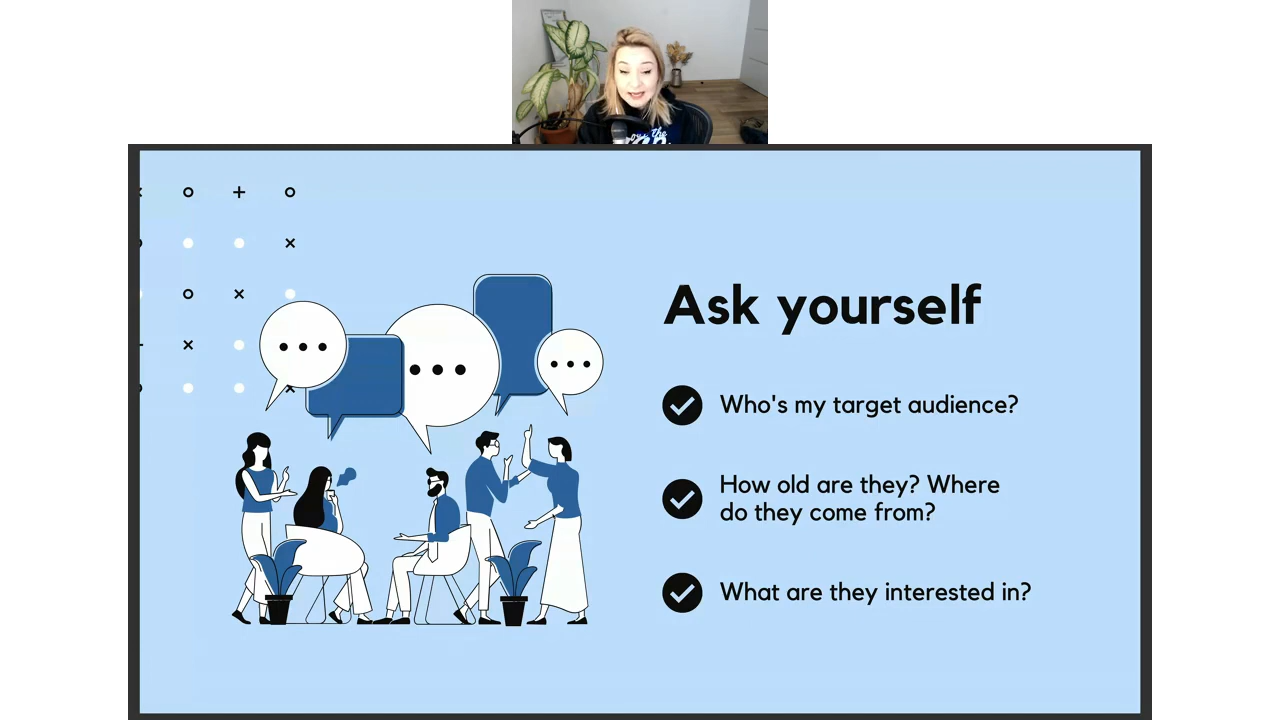 Ask yourself
Who's my target audience?
How old are they? Where
do they come from?
What are they interested in?